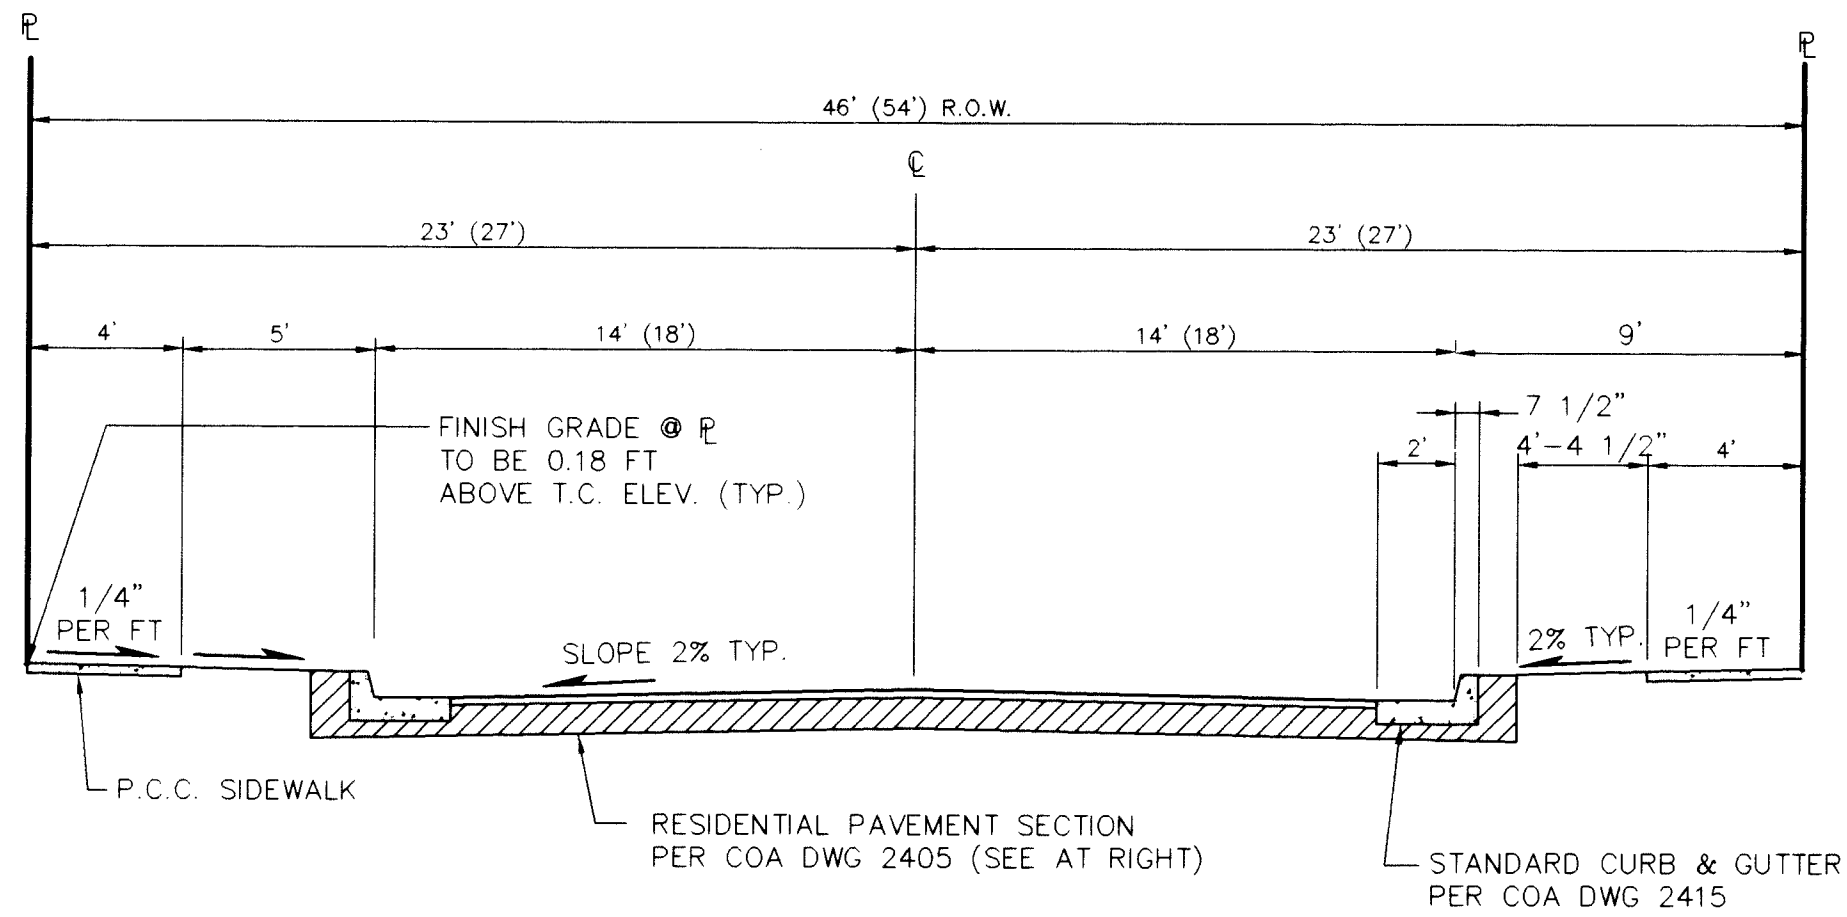 PL
PL
46' (54') R.O.W.
CL
23' (27')
23' (27')
4'
5'
14' (18')
14' (18')
9'
7 1/2"
4'-4 1/2"
2'
4'
FINISH GRADE @ PL
TO BE 0.18 FT
ABOVE T.C. ELEV. (TYP.)
1/4"
PER FT
SLOPE 2% TYP.
2% TYP.
1/4"
PER FT
P.C.C. SIDEWALK
RESIDENTIAL PAVEMENT SECTION
PER COA DWG 2405 (SEE AT RIGHT)
STANDARD CURB & GUTTER
PER COA DWG 2415